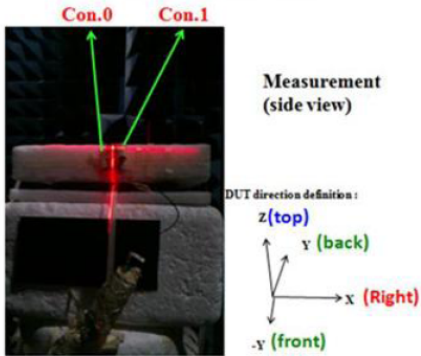 Con.0 Con.1
Measurement
(side view)
DUT direction definition :
Z(top)
Y (back)
X (Right)
-Y (front)